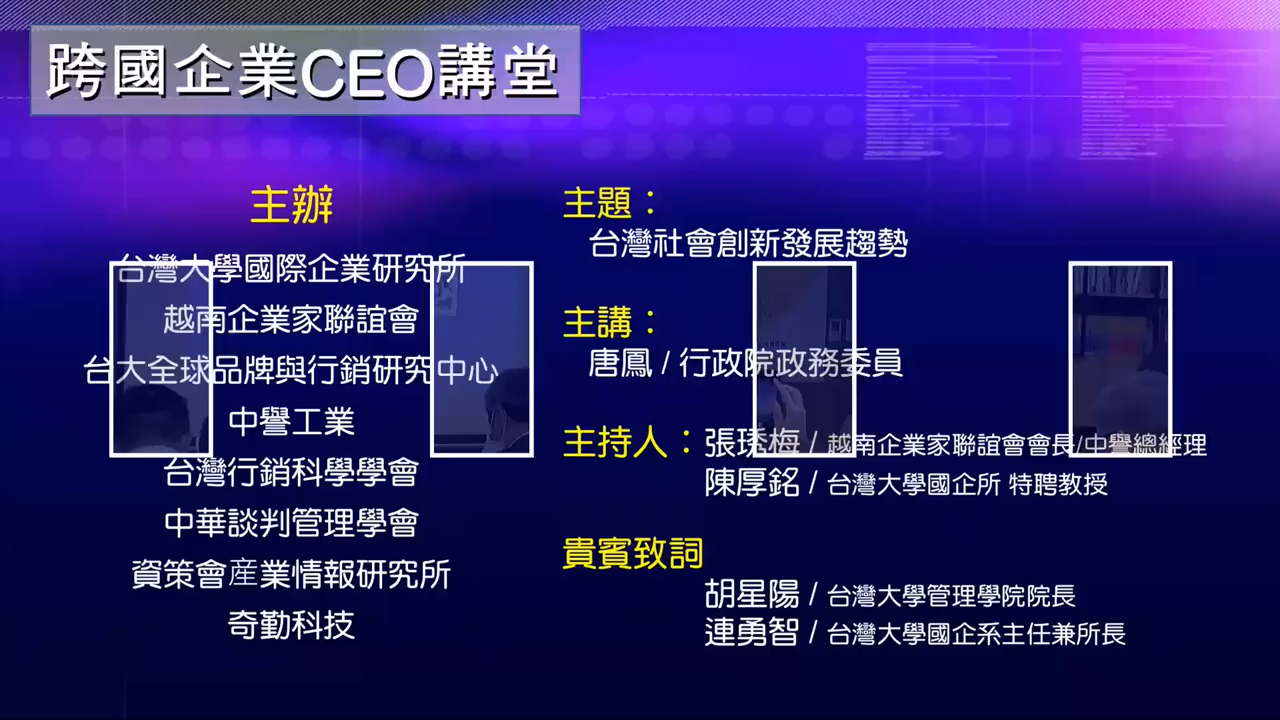 跨國企業CEO講堂
主辦
台灣大學國際企業研究所
越南企業家聯誼會
台大全球品牌與行銷研究中心
中譽工業
台灣行銷科學學會
中華談判管理學會
資策會産業情報研究所
奇勤科技
主題：
台灣社會創新發展趨勢
主講：
唐鳳 / 行政院政務委員
主持人：張琇梅 / 越南企業家聯誼會會長/中譽總經理
陳厚銘 / 台灣大學國企所 特聘教授
貴賓致詞
胡星陽 / 台灣大學管理學院院長
連勇智 / 台灣大學國企系主任兼所長